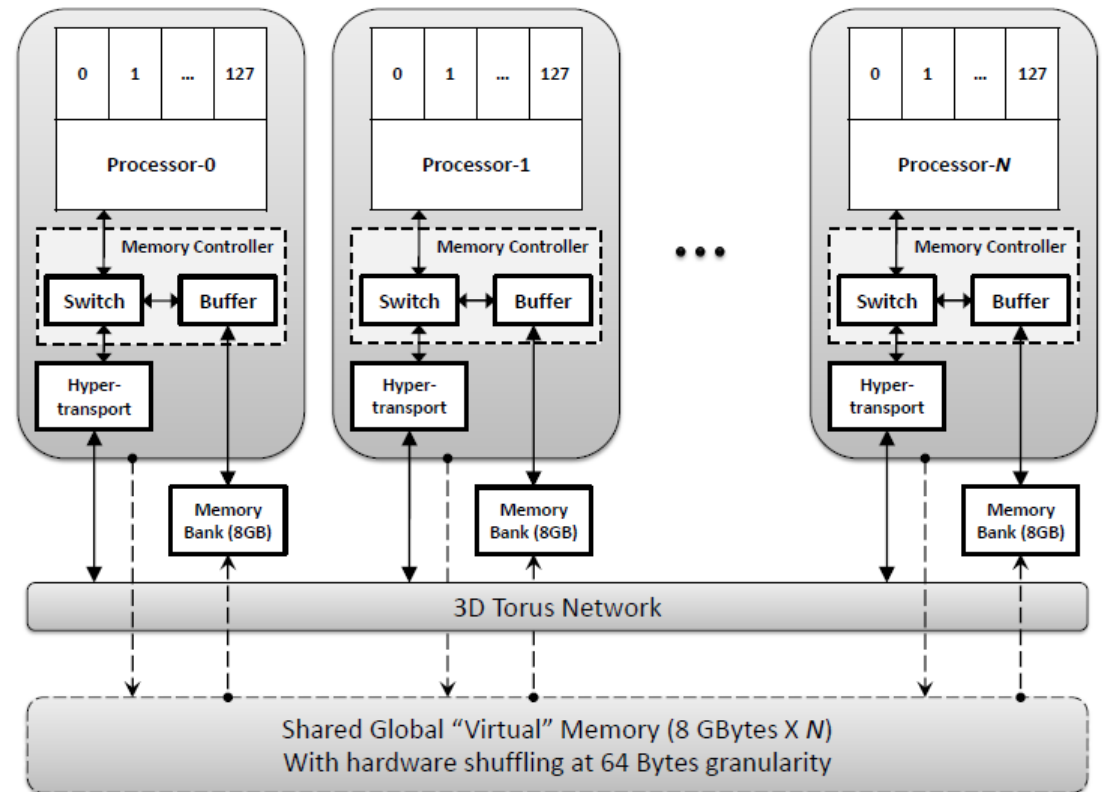 0 1 ... 127
Processor-0
Memory Controller
Switch Buffer
Hyper-
transport
Memory
Bank (8GB)
0 1 ... 127
Processor-1
Memory Controller
Switch Buffer
Hyper-
transport
Memory
Bank (8GB)
•••
0 1 ... 127
Processor-N
Memory Controller
Switch Buffer
Hyper-
transport
Memory
Bank (8GB)
3D Torus Network
Shared Global “Virtual” Memory (8 GBytes X N)
With hardware shuffling at 64 Bytes granularity